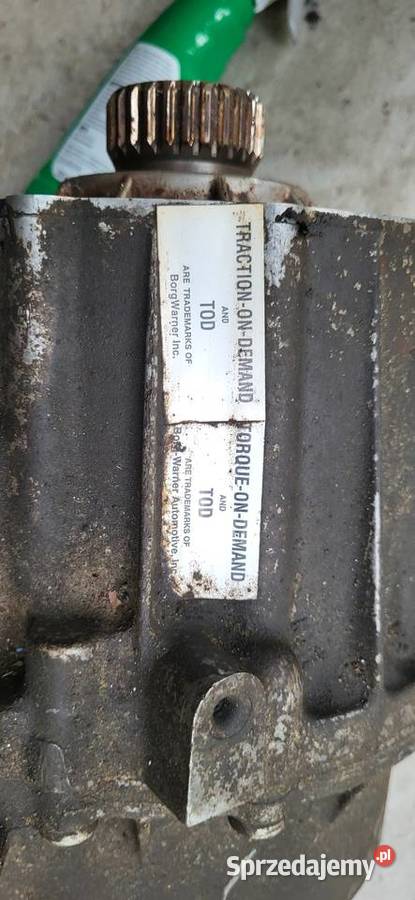 TRACTION-ON-DEMAND
AND
TOD
ARE TRADEMARKS OF
BorgWarner Inc.
TORQUE-ON-DEMAND
AND
TOD
ARE TRADEMARKS OF
Borg-Warner Automotive, Inc.
Sprzedajemy.pl